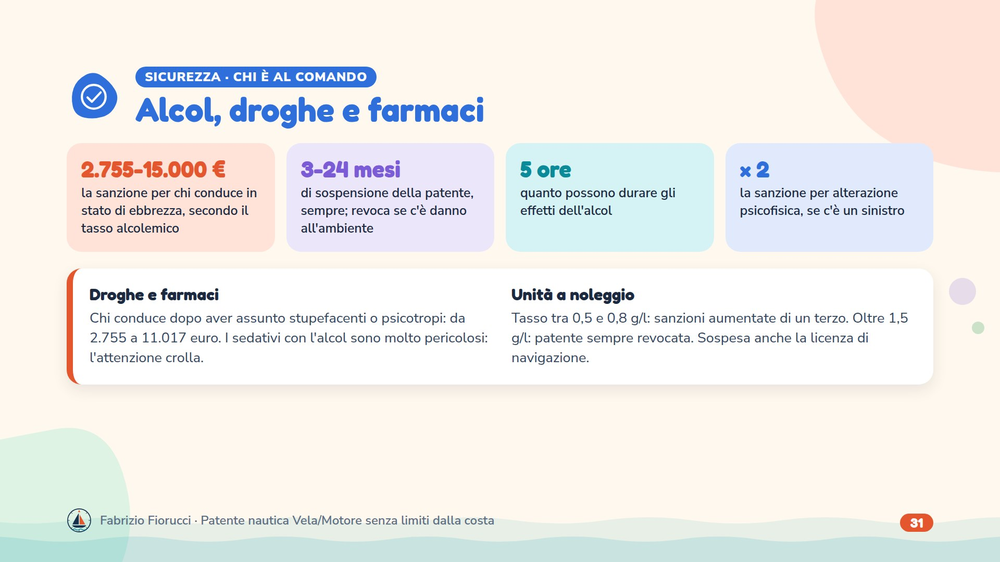 SICUREZZA · CHI È AL COMANDO
Alcol, droghe e farmaci
2.755-15.000 €
la sanzione per chi conduce in
stato di ebbrezza, secondo il
tasso alcolemico
3-24 mesi
di sospensione della patente,
sempre; revoca se c'è danno
all'ambiente
5 ore
quanto possono durare gli
effetti dell'alcol
× 2
la sanzione per alterazione
psicofisica, se c'è un sinistro
Droghe e farmaci
Chi conduce dopo aver assunto stupefacenti o psicotropi: da
2.755 a 11.017 euro. I sedativi con l'alcol sono molto pericolosi:
l'attenzione crolla.
Unità a noleggio
Tasso tra 0,5 e 0,8 g/l: sanzioni aumentate di un terzo. Oltre 1,5
g/l: patente sempre revocata. Sospesa anche la licenza di
navigazione.
Fabrizio Fiorucci · Patente nautica Vela/Motore senza limiti dalla costa
31